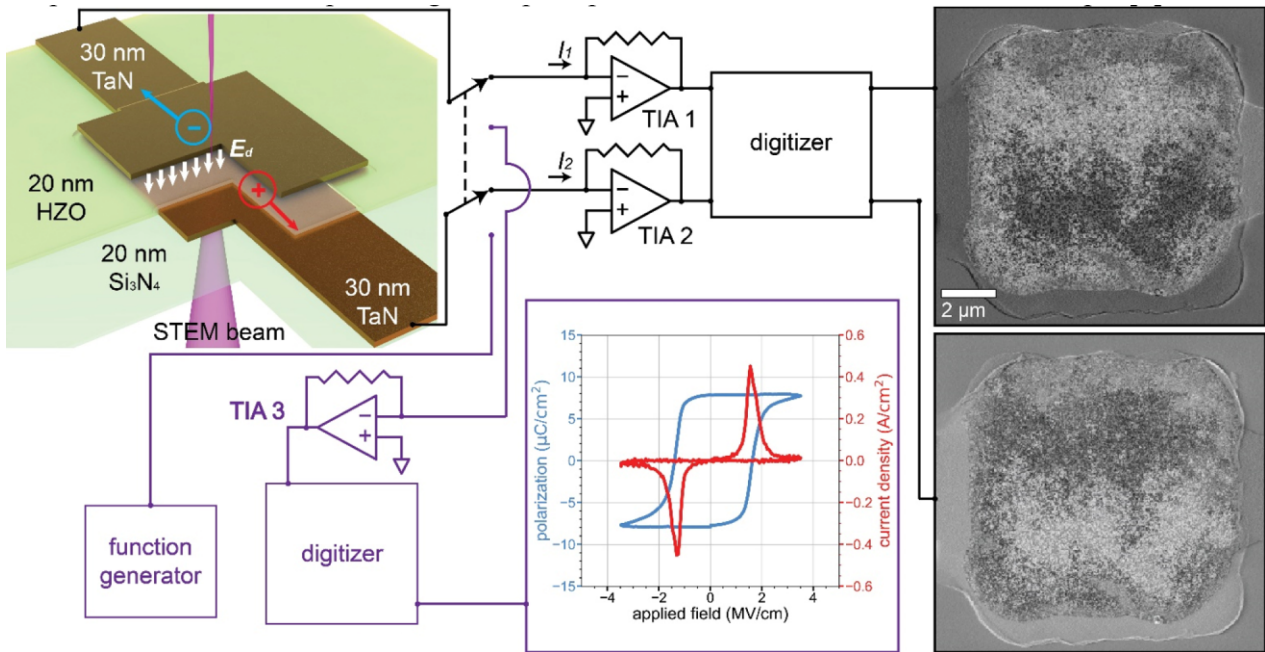 30 nm
TaN
E_d
20 nm
HZO
20 nm
Si₃N₄
30 nm
TaN
STEM beam
I₁
−
+
TIA 1
I₂
−
+
TIA 2
digitizer
2 µm
TIA 3
−
+
function
generator
digitizer
polarization (µC/cm²)
15
10
5
0
−5
−10
−15
−4 −2 0 2 4
applied field (MV/cm)
0.6
0.4
0.2
0.0
−0.2
−0.4
−0.6
current density (A/cm²)